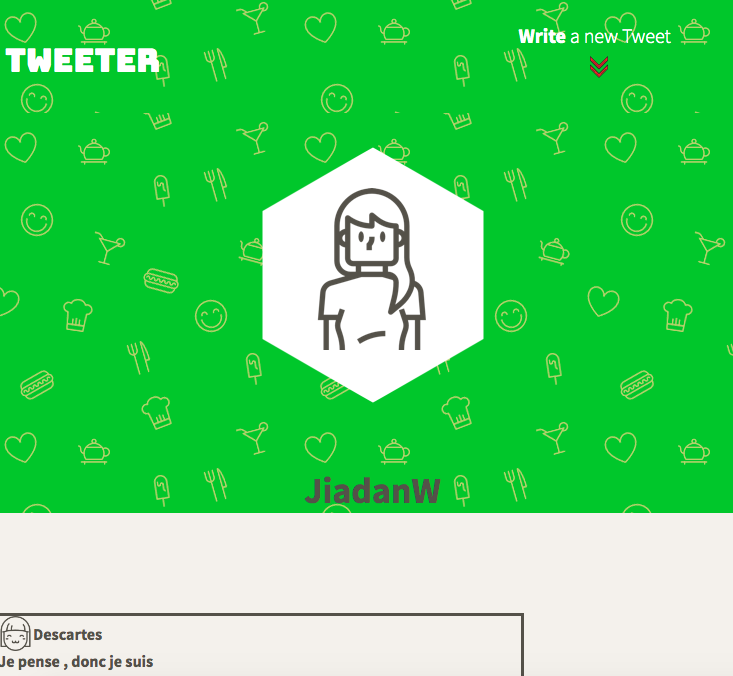 TWEETER
Write a new Tweet
JiadanW
Descartes
Je pense , donc je suis